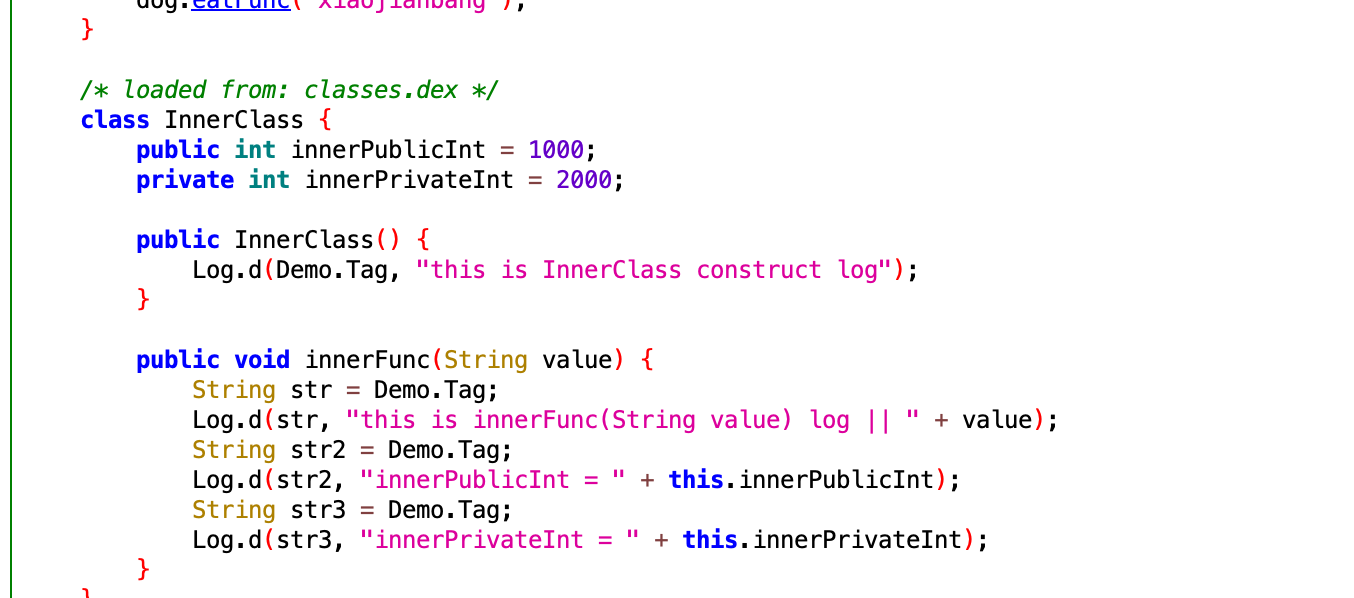 dog.eatFunc("xiaojianbang");
}
/* loaded from: classes.dex */
class InnerClass {
public int innerPublicInt = 1000;
private int innerPrivateInt = 2000;
public InnerClass() {
Log.d(Demo.Tag, "this is InnerClass construct log");
}
public void innerFunc(String value) {
String str = Demo.Tag;
Log.d(str, "this is innerFunc(String value) log || " + value);
String str2 = Demo.Tag;
Log.d(str2, "innerPublicInt = " + this.innerPublicInt);
String str3 = Demo.Tag;
Log.d(str3, "innerPrivateInt = " + this.innerPrivateInt);
}
}